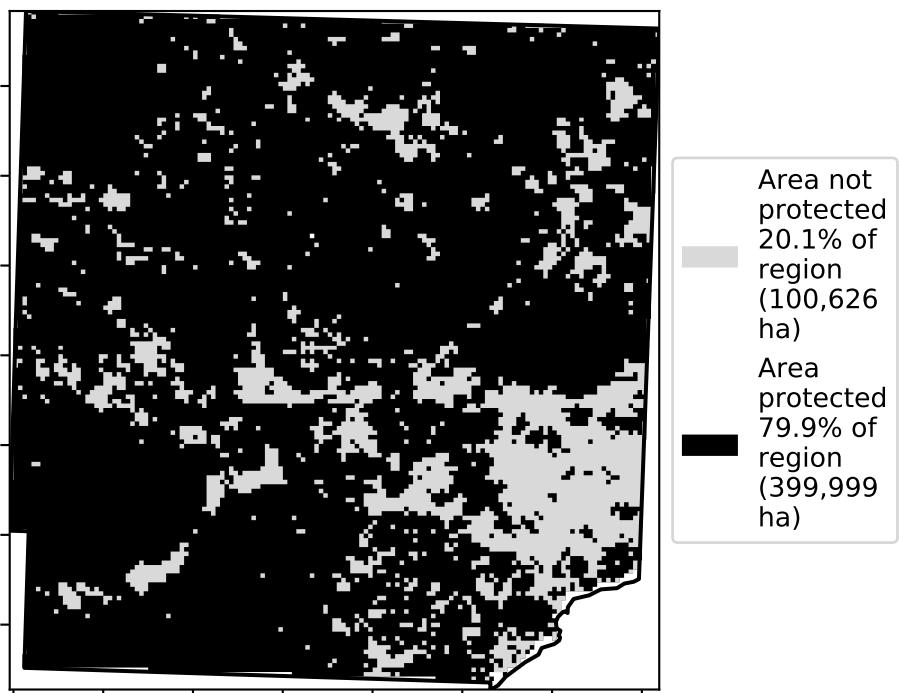 Area not
protected
20.1% of
region
(100,626
ha)
Area
protected
79.9% of
region
(399,999
ha)